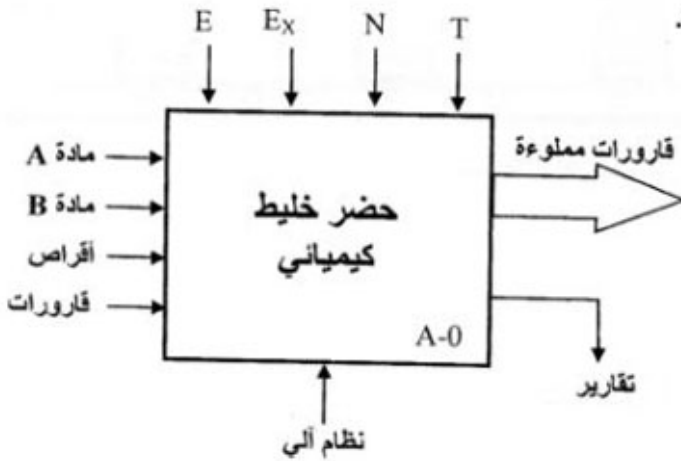 E Ex N T
قارورات مملوءة
مادة A
مادة B
أقراص
قارورات
حضر خليط
كيميائي
A-0
تقارير
نظام آلي